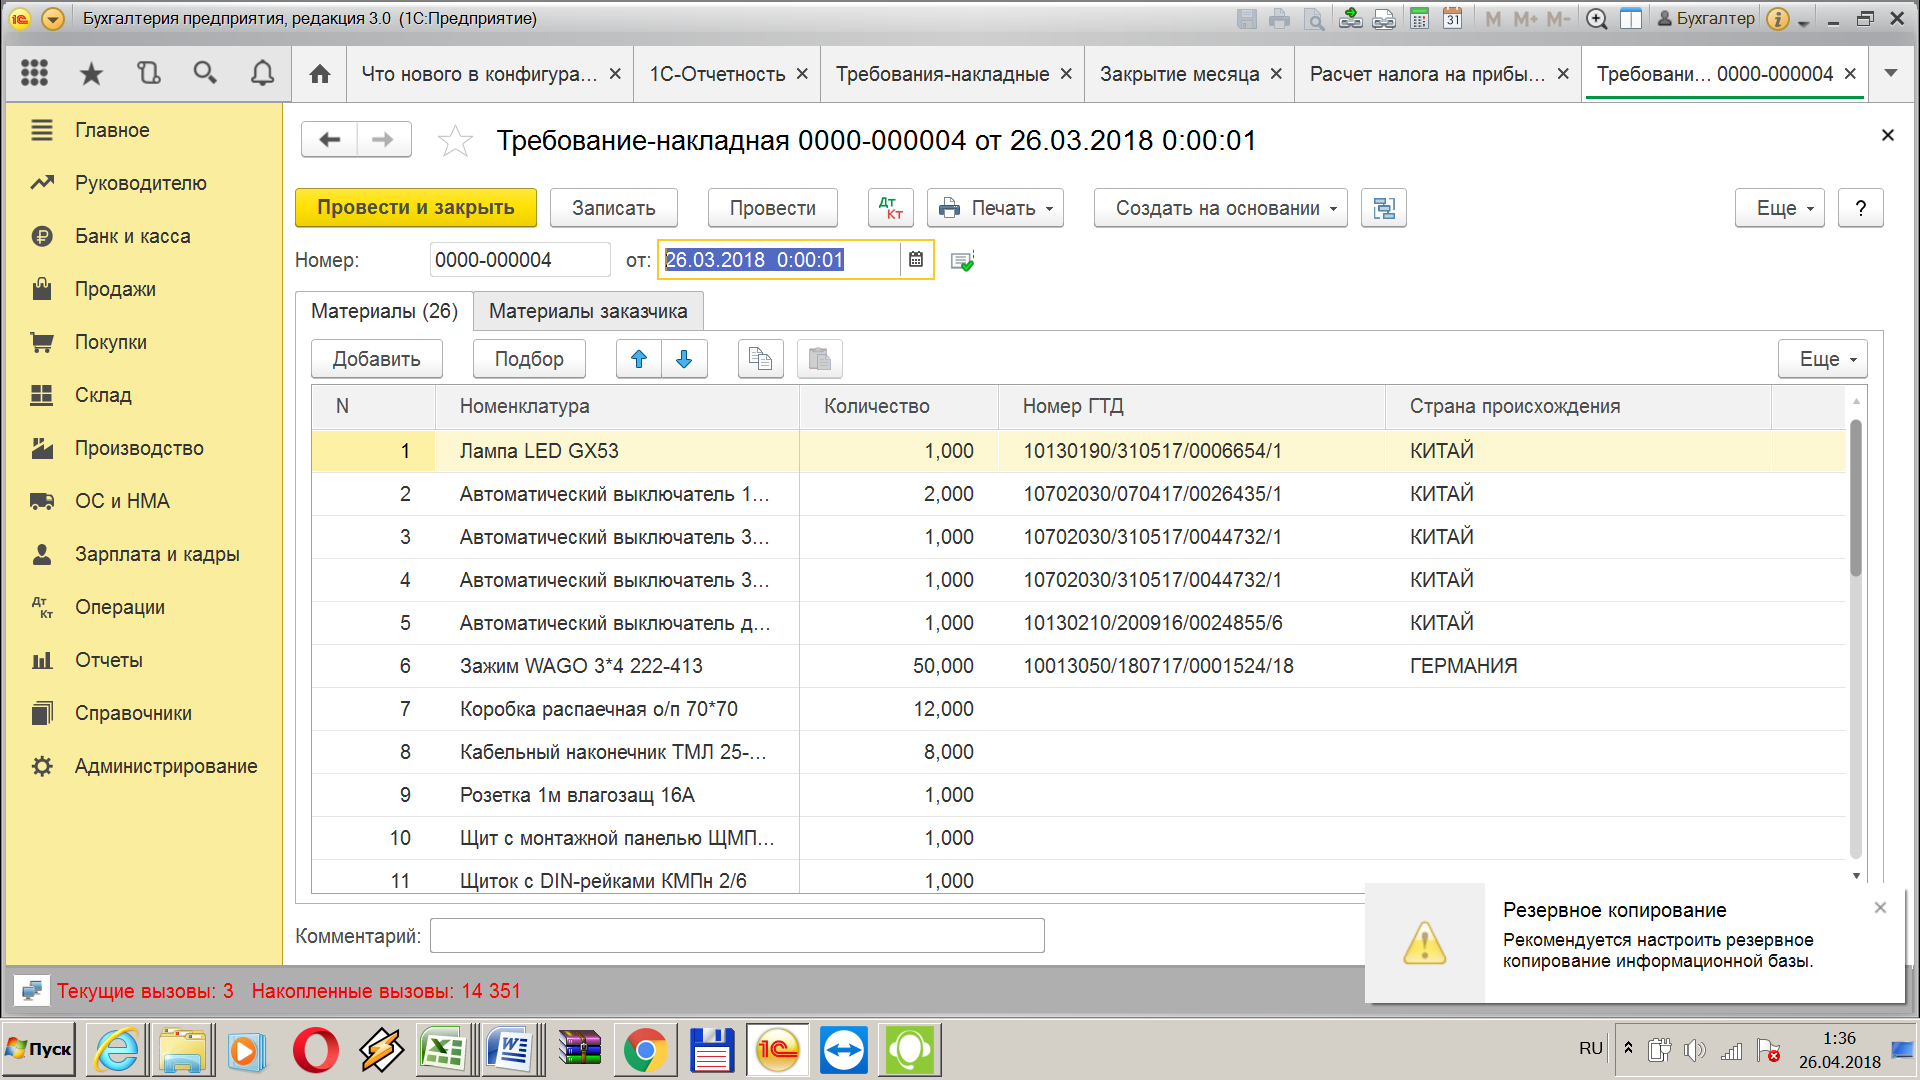 Бухгалтерия предприятия, редакция 3.0 (1С:Предприятие)
M M+ M- Бухгалтер
Что нового в конфигура... × 1С-Отчетность × Требования-накладные × Закрытие месяца × Расчет налога на прибы... × Требовани... 0000-000004 ×
Главное
Руководителю
Банк и касса
Продажи
Покупки
Склад
Производство
ОС и НМА
Зарплата и кадры
Операции
Отчеты
Справочники
Администрирование
Требование-накладная 0000-000004 от 26.03.2018 0:00:01
Провести и закрыть Записать Провести Дт Кт Печать Создать на основании Еще ?
Номер: 0000-000004 от: 26.03.2018 0:00:01
Материалы (26) Материалы заказчика
Добавить Подбор Еще
N Номенклатура Количество Номер ГТД Страна происхождения
1 Лампа LED GX53 1,000 10130190/310517/0006654/1 КИТАЙ
2 Автоматический выключатель 1... 2,000 10702030/070417/0026435/1 КИТАЙ
3 Автоматический выключатель 3... 1,000 10702030/310517/0044732/1 КИТАЙ
4 Автоматический выключатель 3... 1,000 10702030/310517/0044732/1 КИТАЙ
5 Автоматический выключатель д... 1,000 10130210/200916/0024855/6 КИТАЙ
6 Зажим WAGO 3*4 222-413 50,000 10013050/180717/0001524/18 ГЕРМАНИЯ
7 Коробка распаечная о/п 70*70 12,000
8 Кабельный наконечник ТМЛ 25-... 8,000
9 Розетка 1м влагозащ 16А 1,000
10 Щит с монтажной панелью ЩМП... 1,000
11 Щиток с DIN-рейками КМПн 2/6 1,000
Комментарий:
Резервное копирование
Рекомендуется настроить резервное
копирование информационной базы.
Текущие вызовы: 3 Накопленные вызовы: 14 351
Пуск
RU
1:36
26.04.2018